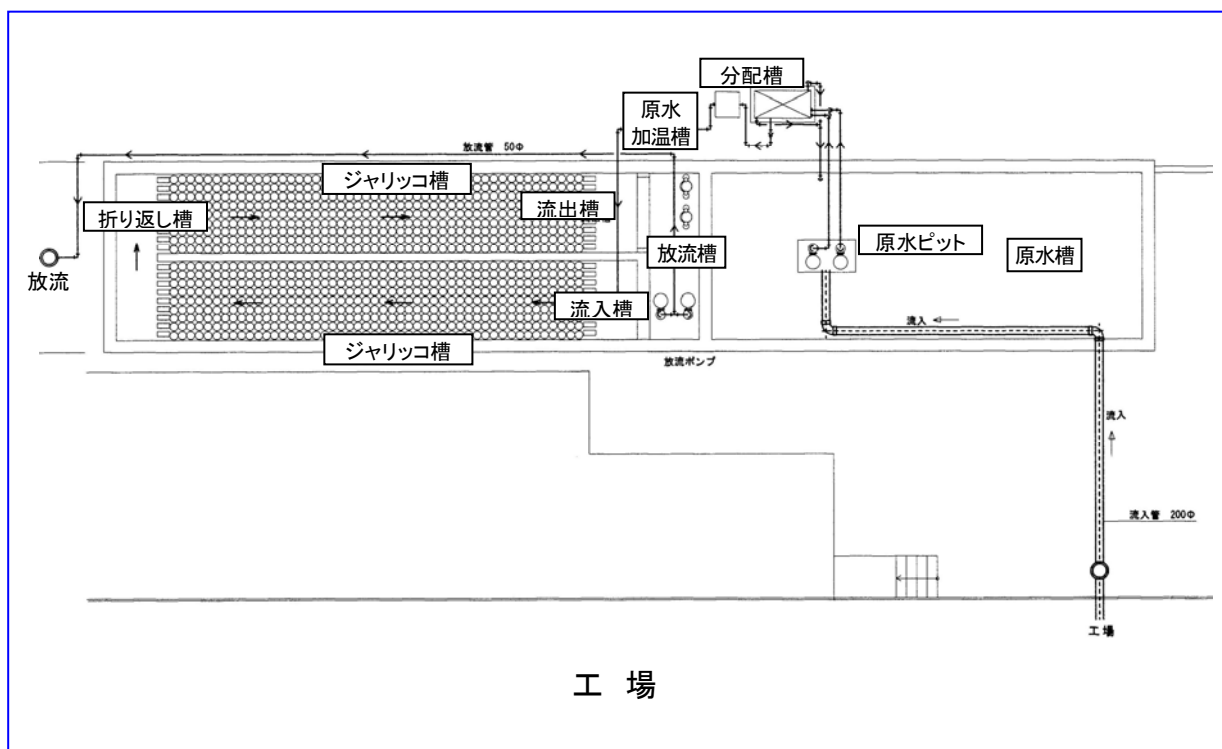 分配槽
原水
加温槽
放流管 50Φ
ジャリッコ槽
流出槽
折り返し槽
放流槽
原水ピット
原水槽
放流
流入槽
流入
ジャリッコ槽
放流ポンプ
流入
流入管 200Φ
工場
工 場